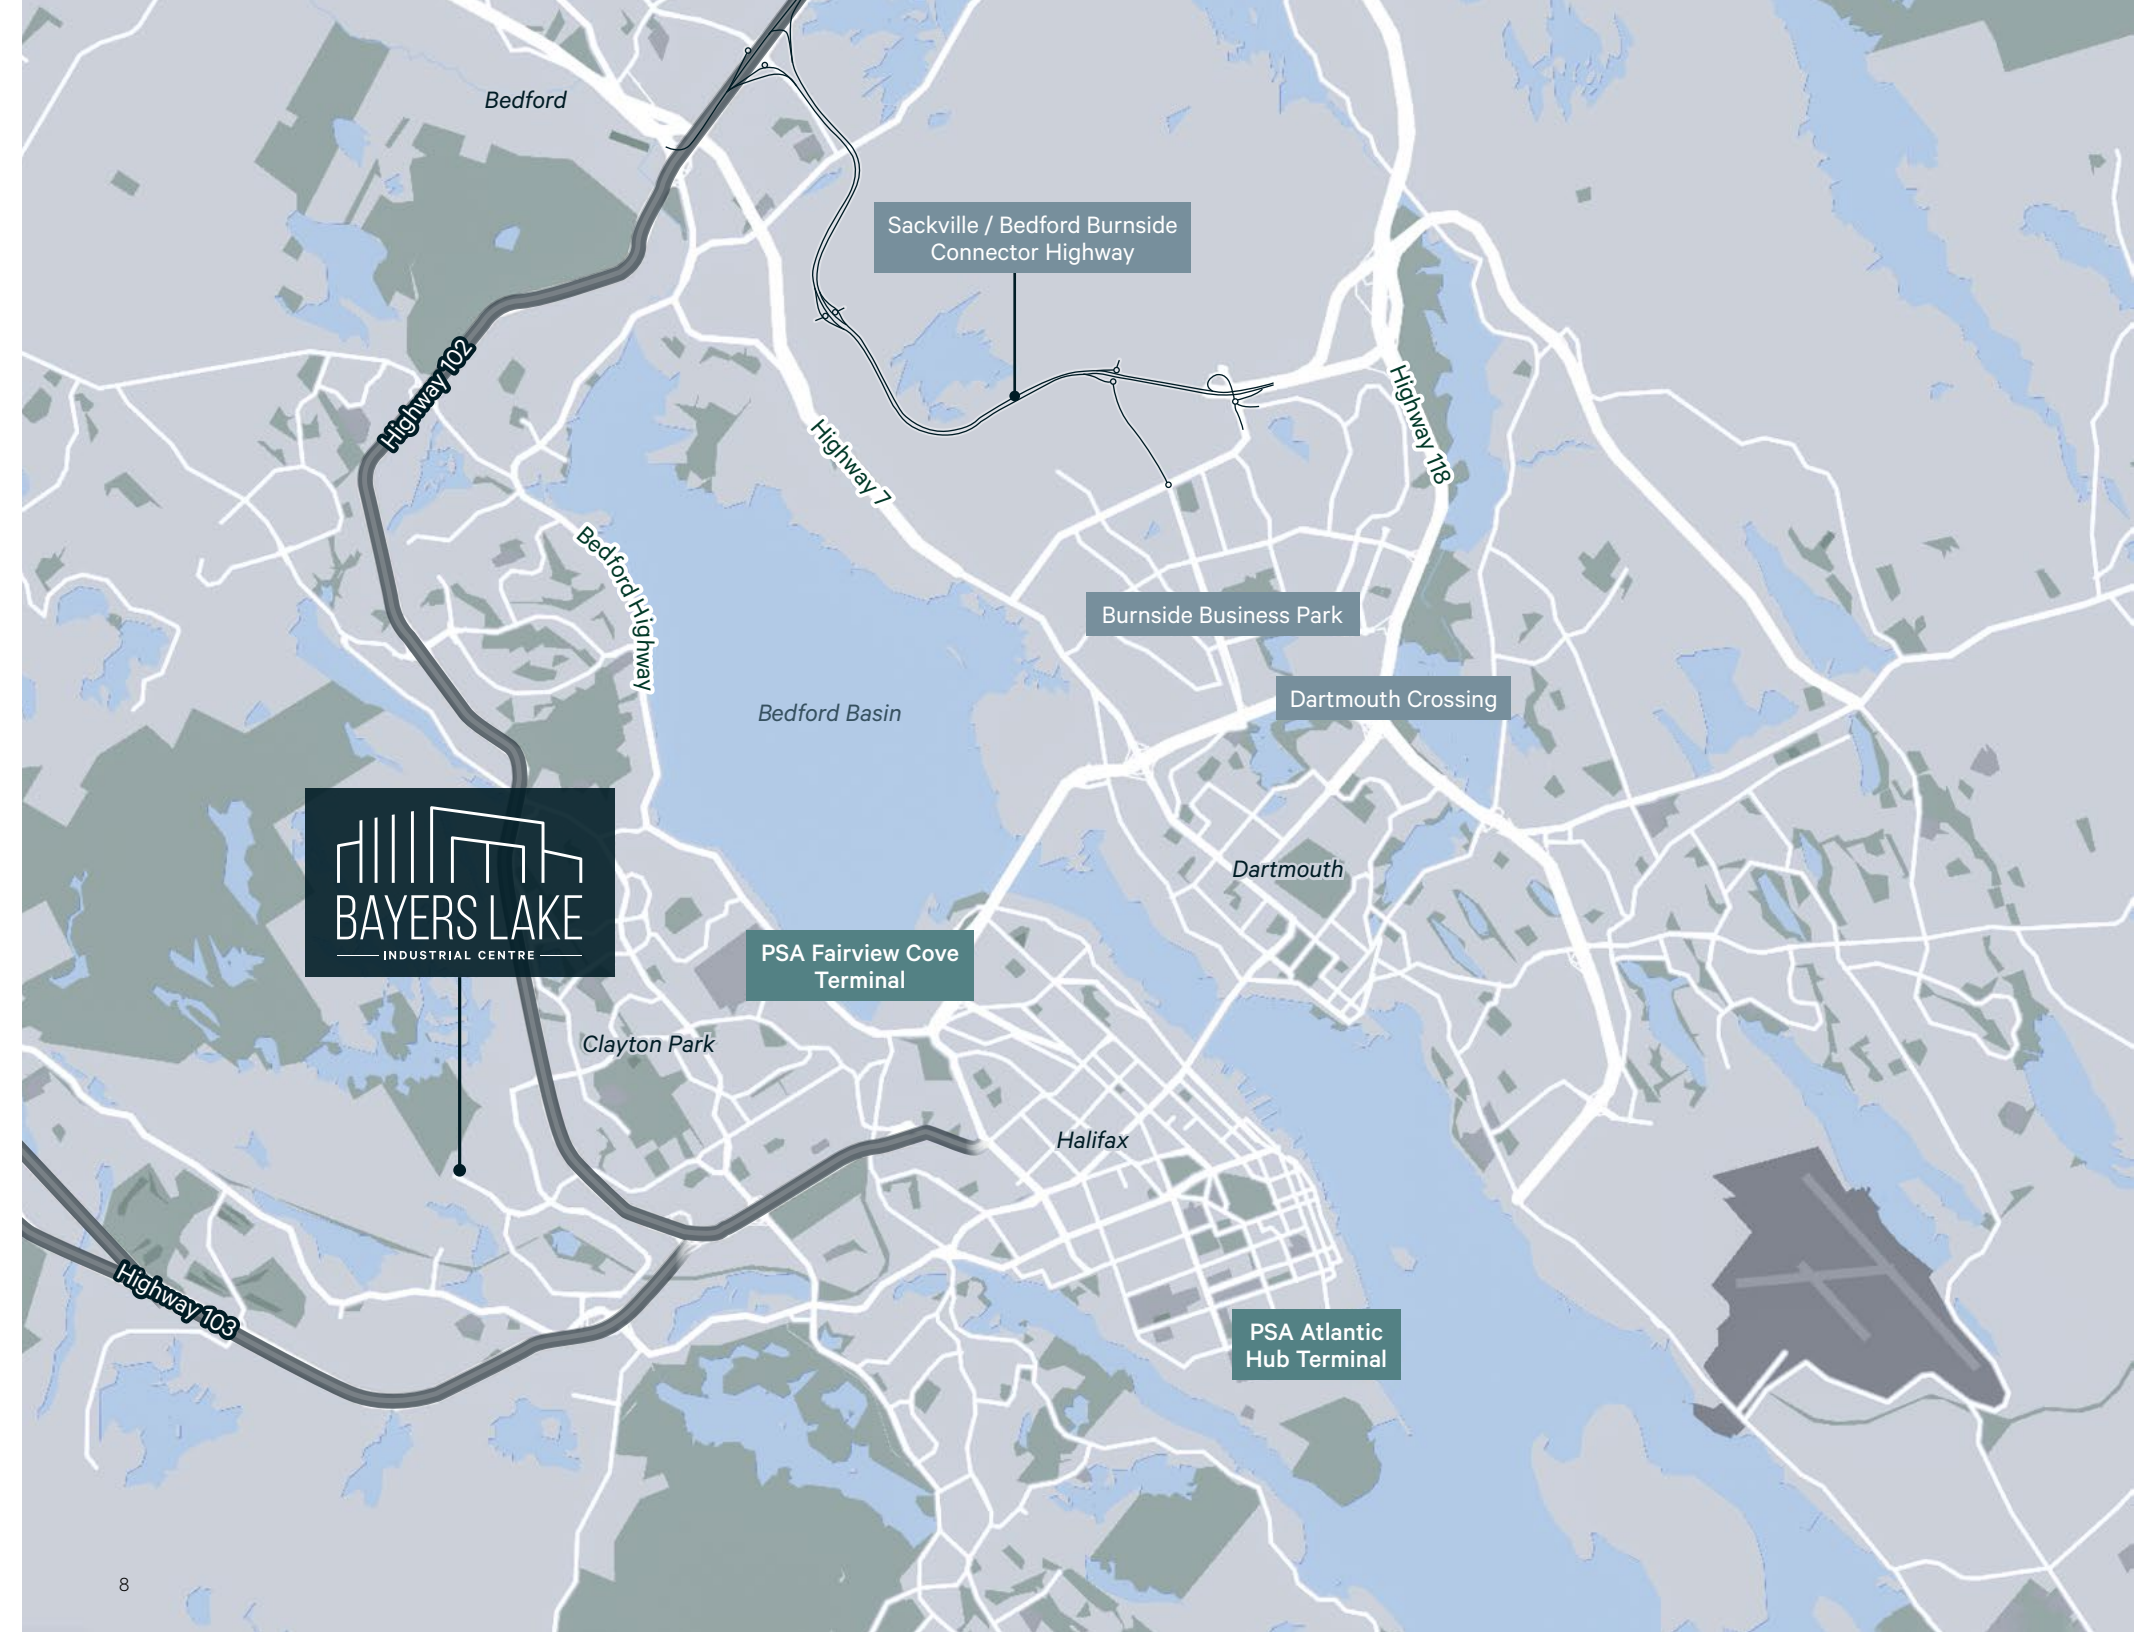 Bedford
Sackville / Bedford Burnside
Connector Highway
Highway 102
Highway 7
Highway 118
Bedford Highway
Burnside Business Park
Dartmouth Crossing
Bedford Basin
BAYERS LAKE
INDUSTRIAL CENTRE
Dartmouth
PSA Fairview Cove
Terminal
Clayton Park
Halifax
Highway 103
PSA Atlantic
Hub Terminal
8